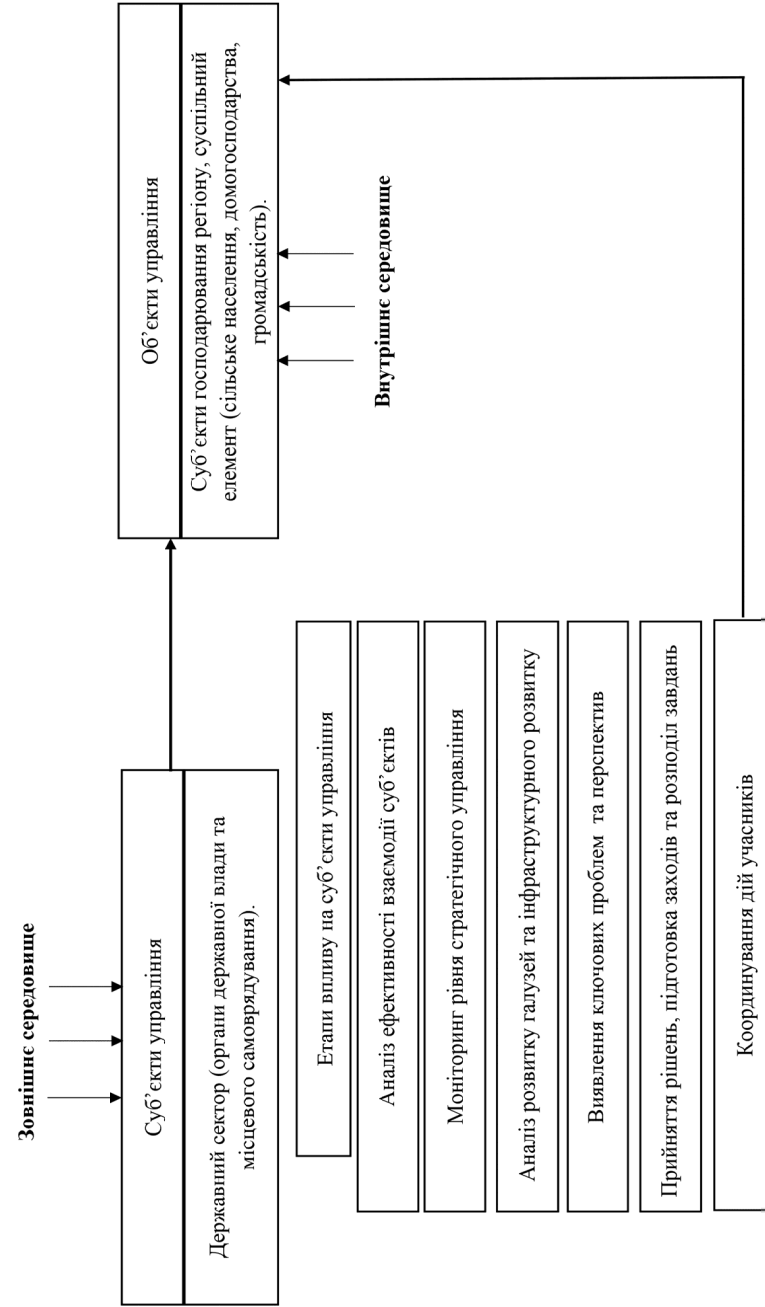 Зовнішнє середовище
Суб’єкти управління
Державний сектор (органи державної влади та
місцевого самоврядування).
Об’єкти управління
Суб’єкти господарювання регіону, суспільний
елемент (сільське населення, домогосподарства,
громадськість).
Внутрішнє середовище
Етапи впливу на суб’єкти управління
Аналіз ефективності взаємодії суб’єктів
Моніторинг рівня стратегічного управління
Аналіз розвитку галузей та інфраструктурного розвитку
Виявлення ключових проблем та перспектив
Прийняття рішень, підготовка заходів та розподіл завдань
Координування дій учасників